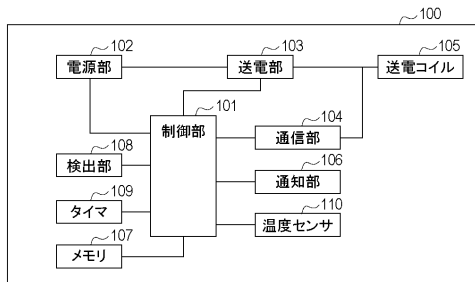 100
102
103
105
電源部
送電部
送電コイル
101
104
制御部
通信部
108
検出部
106
通知部
109
タイマ
110
温度センサ
107
メモリ